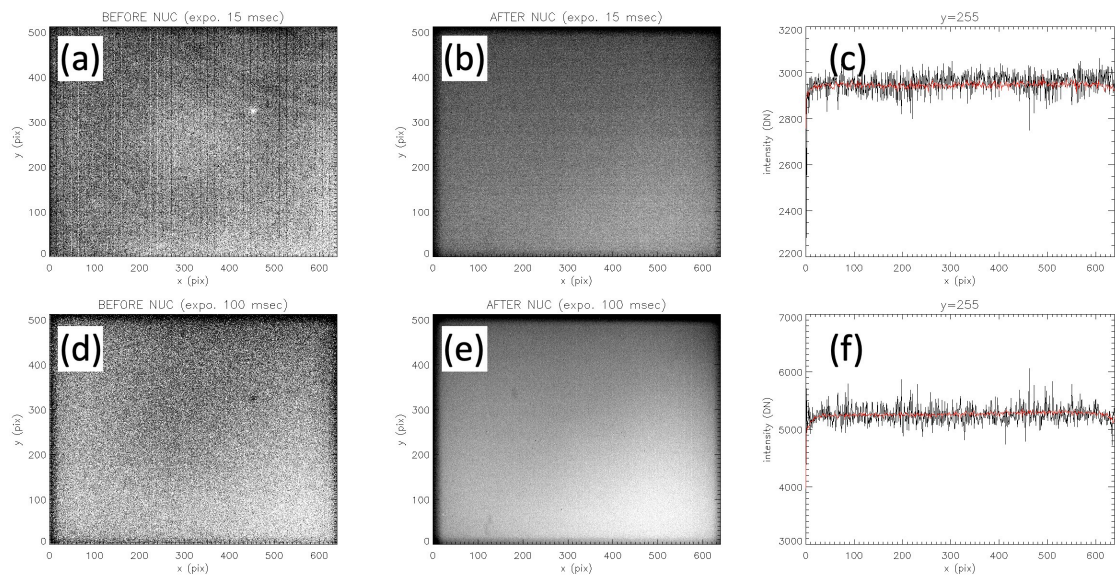 BEFORE NUC (expo. 15 msec)
(a)
500
400
300
200
100
0
y (pix)
0 100 200 300 400 500 600
x (pix)
AFTER NUC (expo. 15 msec)
(b)
500
400
300
200
100
0
y (pix)
0 100 200 300 400 500 600
x (pix)
y=255
(c)
3200
3000
2800
2600
2400
2200
intensity (DN)
0 100 200 300 400 500 600
x (pix)
BEFORE NUC (expo. 100 msec)
(d)
500
400
300
200
100
0
y (pix)
0 100 200 300 400 500 600
x (pix)
AFTER NUC (expo. 100 msec)
(e)
500
400
300
200
100
0
y (pix)
0 100 200 300 400 500 600
x (pix)
y=255
(f)
7000
6000
5000
4000
3000
intensity (DN)
0 100 200 300 400 500 600
x (pix)